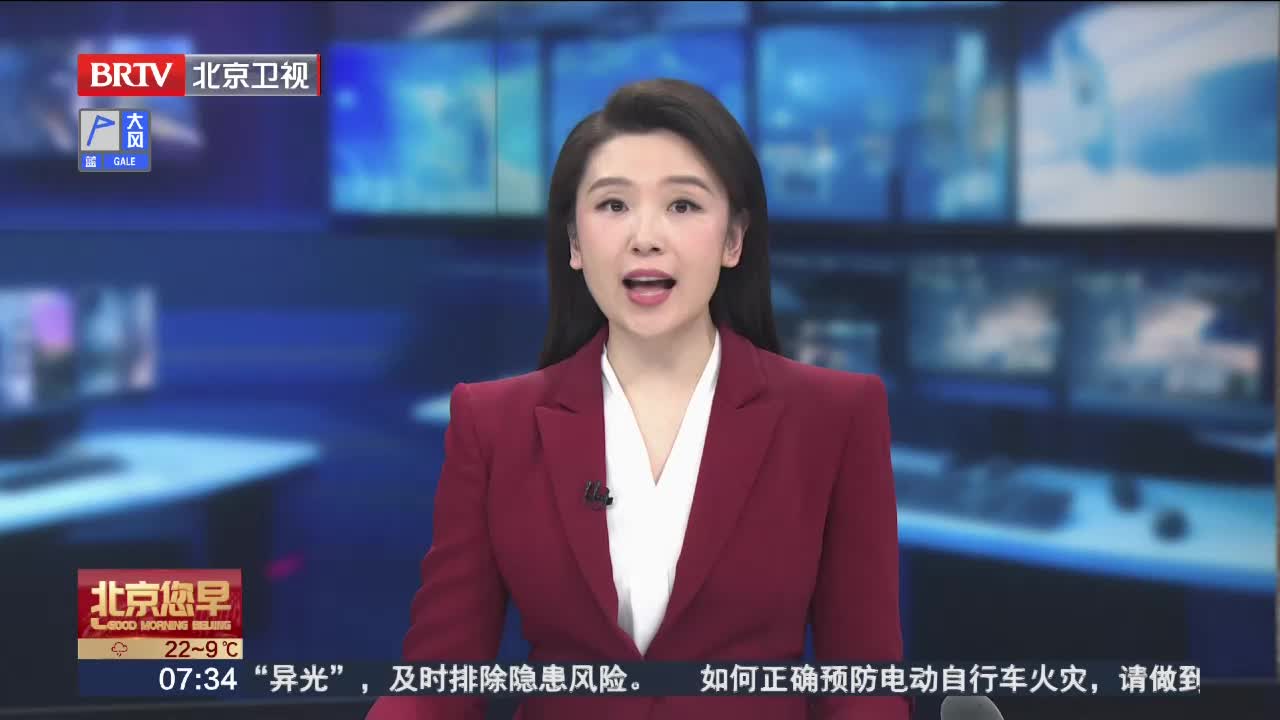 BRTV 北京卫视
大风
蓝 GALE
北京您早
GOOD MORNING BEIJING
22~9℃
07:34 “异光”，及时排除隐患风险。 如何正确预防电动自行车火灾，请做到